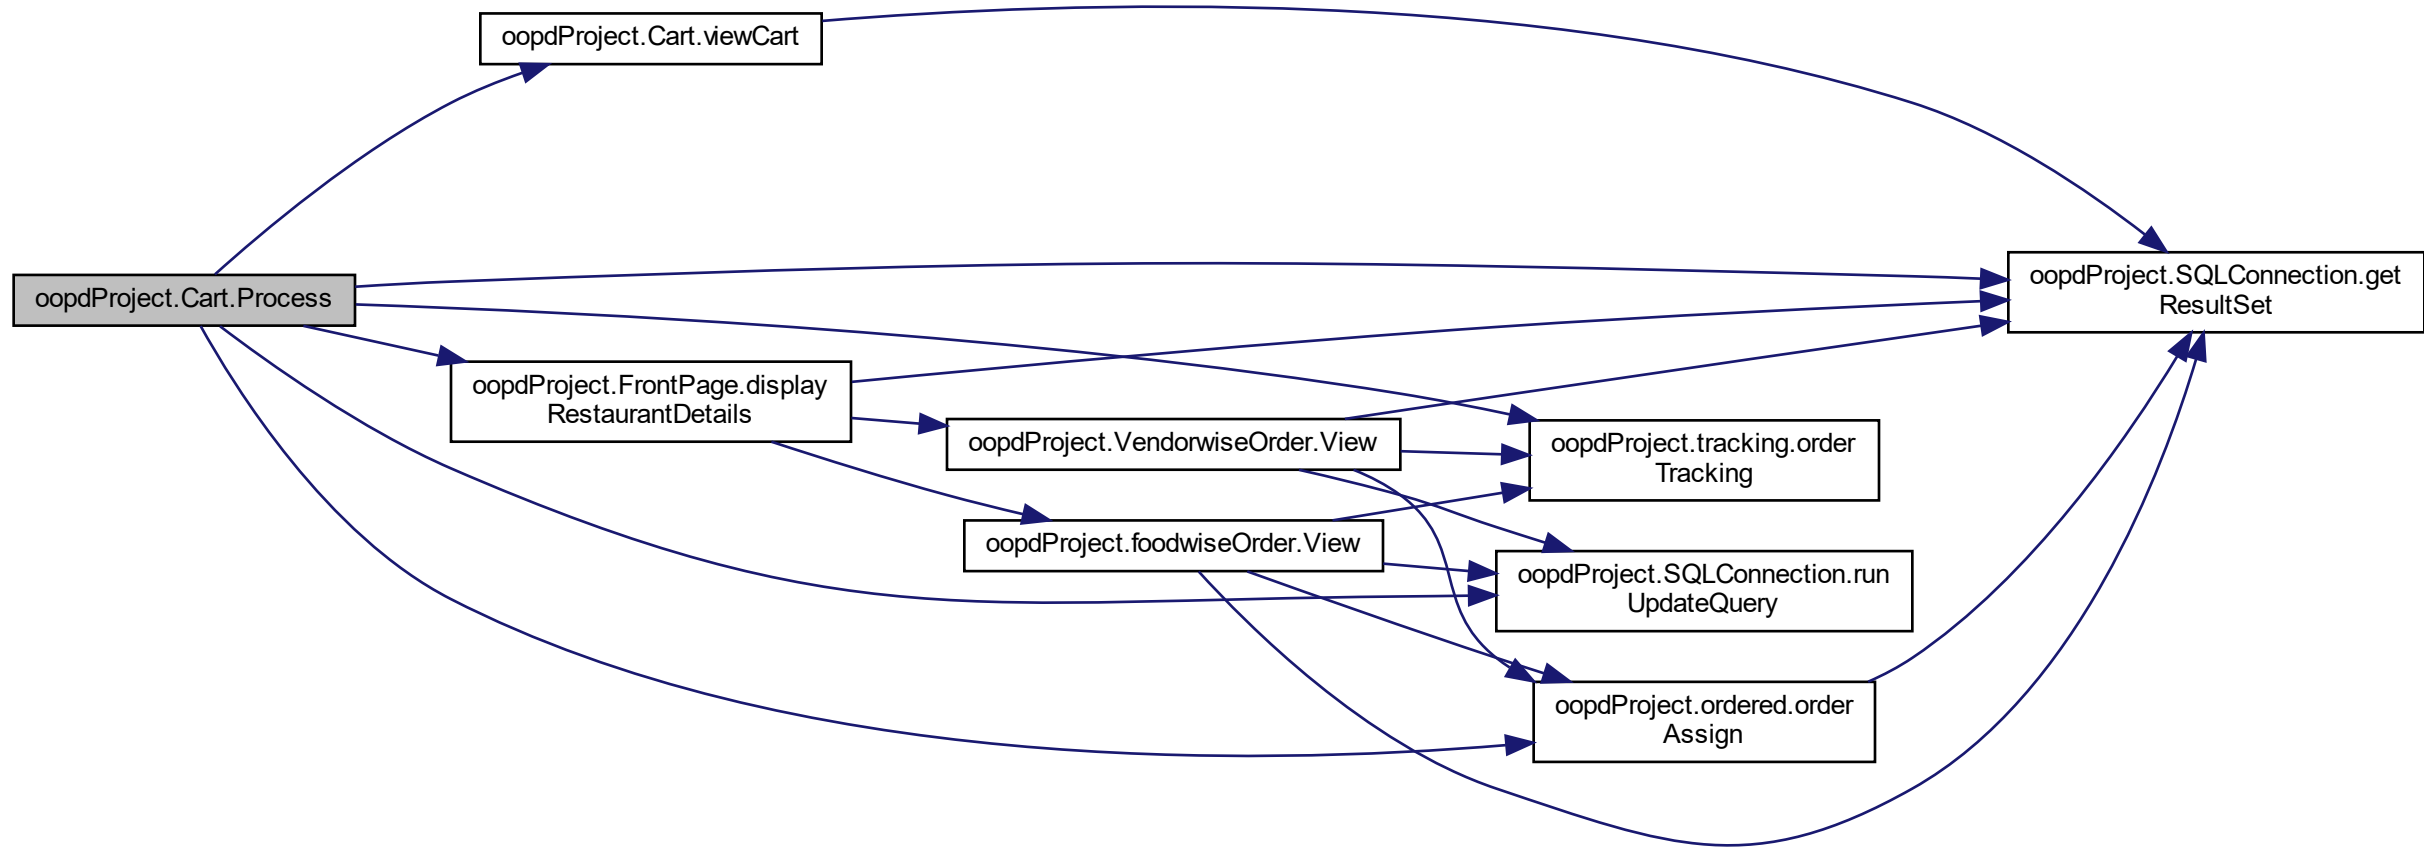 oopdProject.Cart.viewCart
oopdProject.Cart.Process
oopdProject.SQLConnection.get
ResultSet
oopdProject.FrontPage.display
RestaurantDetails
oopdProject.VendorwiseOrder.View
oopdProject.tracking.order
Tracking
oopdProject.foodwiseOrder.View
oopdProject.SQLConnection.run
UpdateQuery
oopdProject.ordered.order
Assign